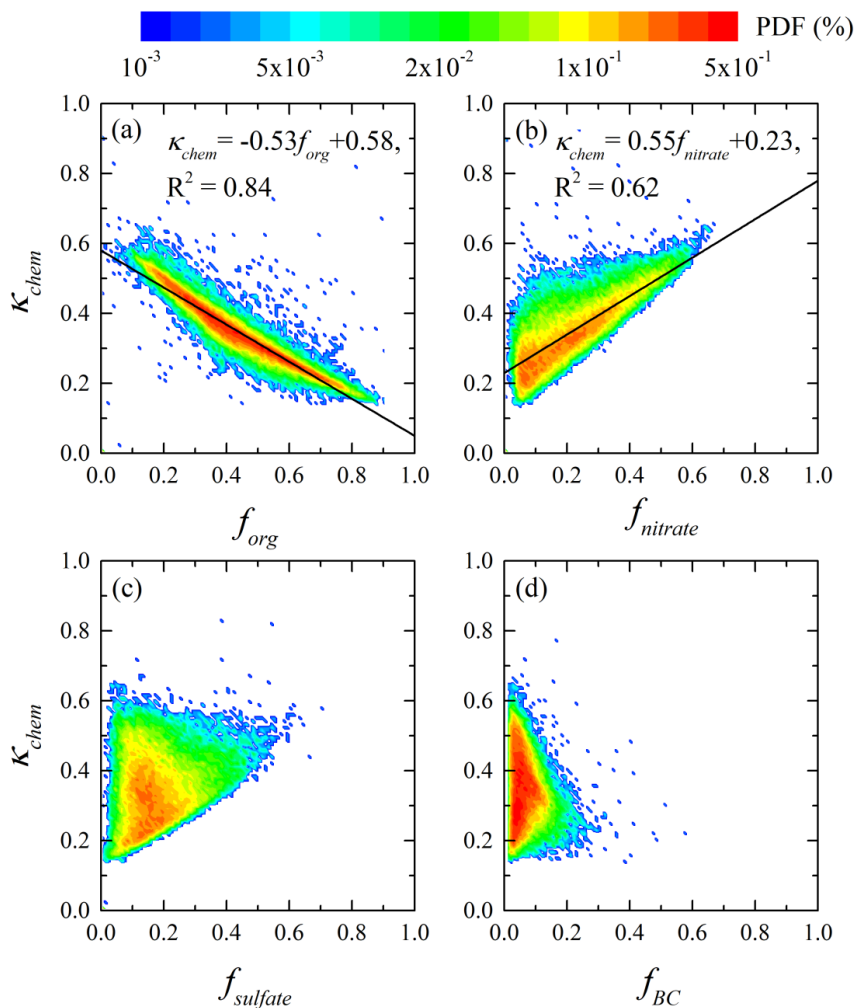 PDF (%)
10⁻³ 5x10⁻³ 2x10⁻² 1x10⁻¹ 5x10⁻¹
(a)
κchem= -0.53forg+0.58,
R² = 0.84
1.0
0.8
0.6
0.4
0.2
0.0
κchem
0.0 0.2 0.4 0.6 0.8 1.0
forg
(b)
κchem= 0.55fnitrate+0.23,
R² = 0.62
1.0
0.8
0.6
0.4
0.2
0.0
0.0 0.2 0.4 0.6 0.8 1.0
fnitrate
(c)
1.0
0.8
0.6
0.4
0.2
0.0
κchem
0.0 0.2 0.4 0.6 0.8 1.0
fsulfate
(d)
1.0
0.8
0.6
0.4
0.2
0.0
0.0 0.2 0.4 0.6 0.8 1.0
fBC